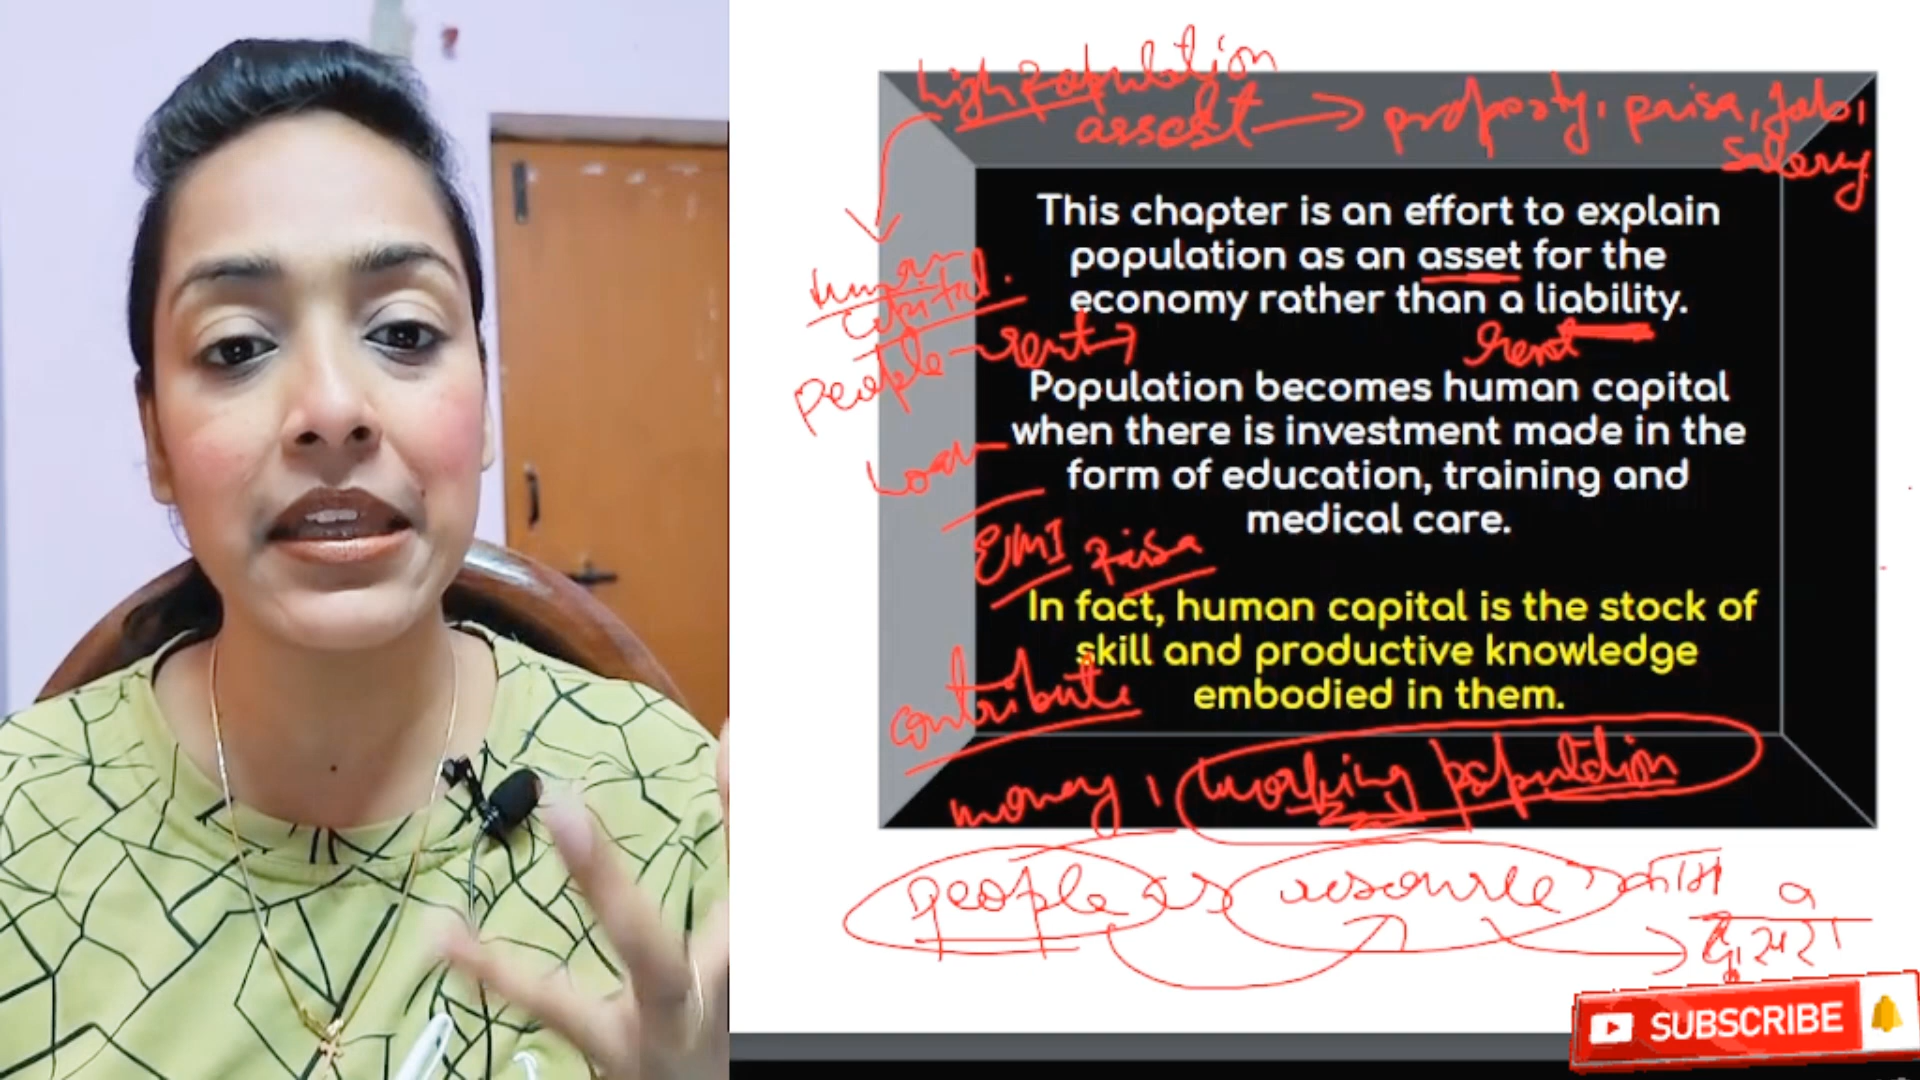 high population
assest → property, paisa, job,
salery
This chapter is an effort to explain
population as an asset for the
economy rather than a liability.
human
capital.
people - rent →
rent
Population becomes human capital
when there is investment made in the
form of education, training and
medical care.
Loan
EMI paisa
In fact, human capital is the stock of
skill and productive knowledge
embodied in them.
contribute
money, working population
people as resource
SUBSCRIBE